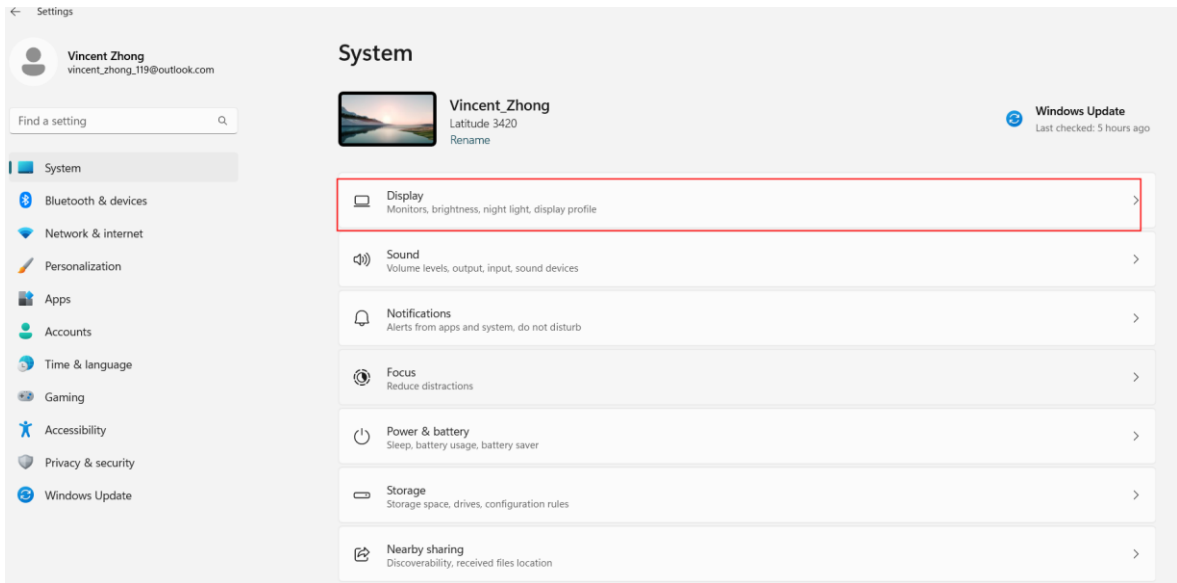 Settings
Vincent Zhong
vincent_zhong_119@outlook.com
Find a setting
System
Bluetooth & devices
Network & internet
Personalization
Apps
Accounts
Time & language
Gaming
Accessibility
Privacy & security
Windows Update
System
Vincent_Zhong
Latitude 3420
Rename
Windows Update
Last checked: 5 hours ago
Display
Monitors, brightness, night light, display profile
Sound
Volume levels, output, input, sound devices
Notifications
Alerts from apps and system, do not disturb
Focus
Reduce distractions
Power & battery
Sleep, battery usage, battery saver
Storage
Storage space, drives, configuration rules
Nearby sharing
Discoverability, received files location